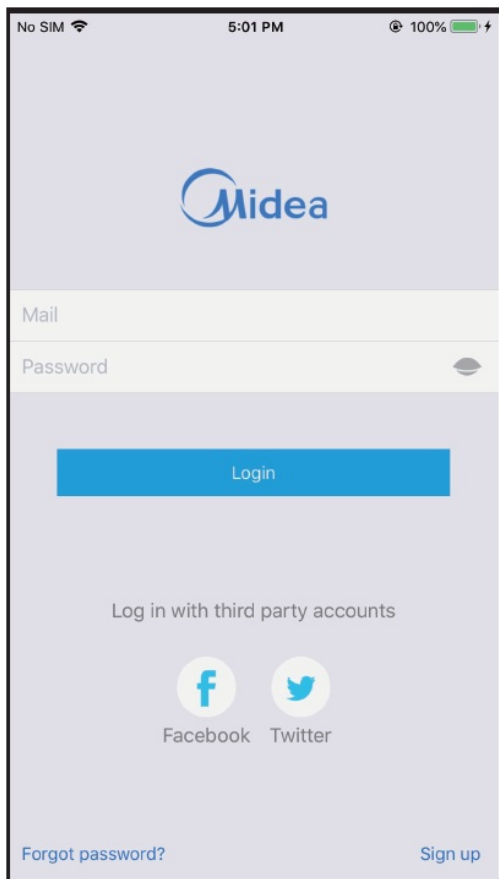 No SIM 5:01 PM 100%
Midea
Mail
Password
Login
Log in with third party accounts
Facebook Twitter
Forgot password? Sign up